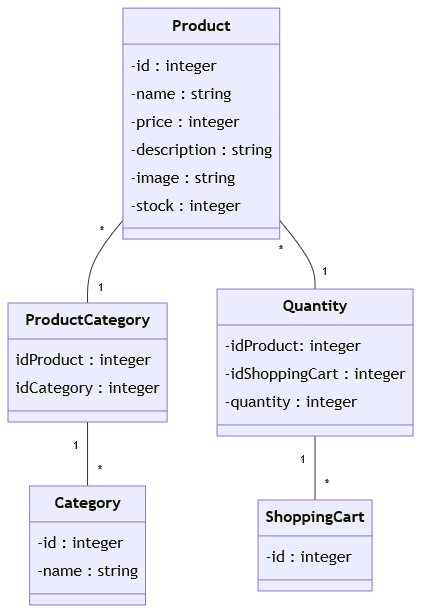 Product
-id : integer
-name : string
-price : integer
-description : string
-image : string
-stock : integer
*
*
1
1
ProductCategory
idProduct : integer
idCategory : integer
Quantity
-idProduct: integer
-idShoppingCart : integer
-quantity : integer
1
1
*
*
Category
-id : integer
-name : string
ShoppingCart
-id : integer